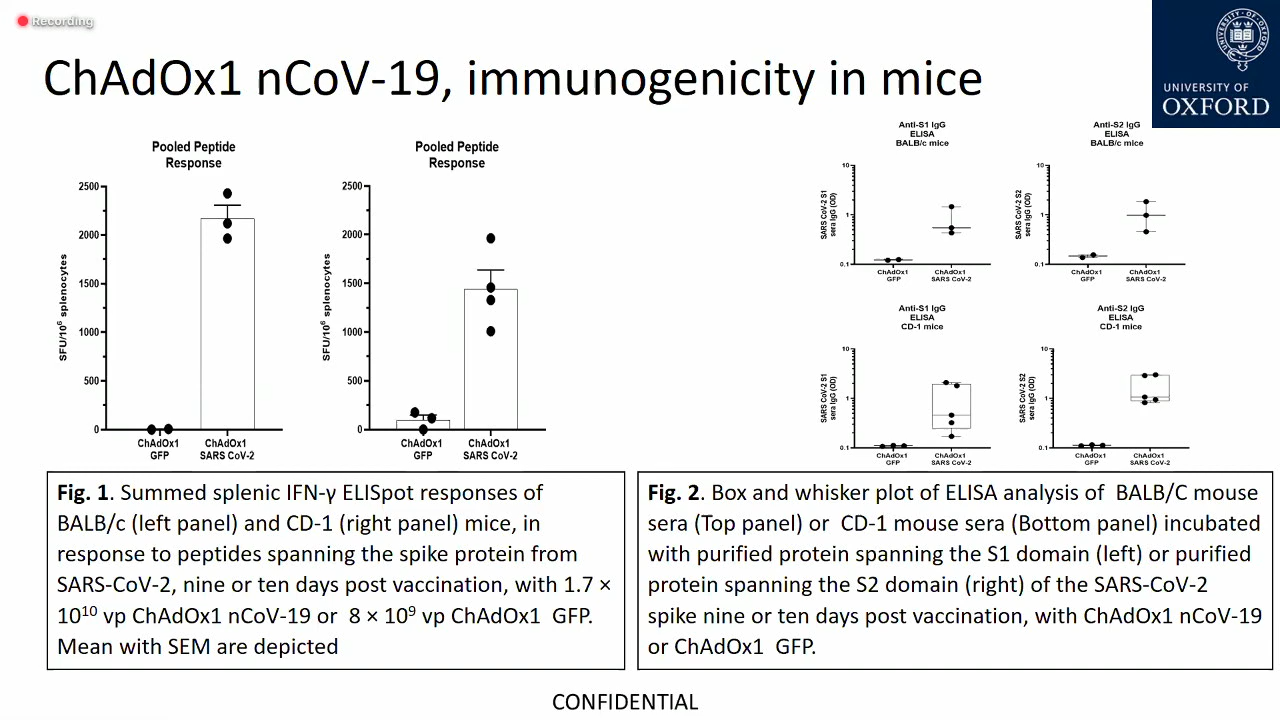 Recording
UNIVERSITY OF OXFORD
UNIVERSITY OF
OXFORD
ChAdOx1 nCoV-19, immunogenicity in mice
Pooled Peptide
Response
SFU/10⁶ splenocytes
2500
2000
1500
1000
500
0
ChAdOx1
GFP
ChAdOx1
SARS CoV-2
Pooled Peptide
Response
SFU/10⁶ splenocytes
2500
2000
1500
1000
500
0
ChAdOx1
GFP
ChAdOx1
SARS CoV-2
Anti-S1 IgG
ELISA
BALB/c mice
SARS CoV-2 S1
sera IgG (OD)
10
1
0.1
ChAdOx1
GFP
ChAdOx1
SARS CoV-2
Anti-S2 IgG
ELISA
BALB/c mice
SARS CoV-2 S2
sera IgG (OD)
10
1
0.1
ChAdOx1
GFP
ChAdOx1
SARS CoV-2
Anti-S1 IgG
ELISA
CD-1 mice
SARS CoV-2 S1
sera IgG (OD)
10
1
0.1
ChAdOx1
GFP
ChAdOx1
SARS CoV-2
Anti-S2 IgG
ELISA
CD-1 mice
SARS CoV-2 S2
sera IgG (OD)
10
1
0.1
ChAdOx1
GFP
ChAdOx1
SARS CoV-2
Fig. 1. Summed splenic IFN-γ ELISpot responses of
BALB/c (left panel) and CD-1 (right panel) mice, in
response to peptides spanning the spike protein from
SARS-CoV-2, nine or ten days post vaccination, with 1.7 ×
10¹⁰ vp ChAdOx1 nCoV-19 or 8 × 10⁹ vp ChAdOx1 GFP.
Mean with SEM are depicted
Fig. 2. Box and whisker plot of ELISA analysis of BALB/C mouse
sera (Top panel) or CD-1 mouse sera (Bottom panel) incubated
with purified protein spanning the S1 domain (left) or purified
protein spanning the S2 domain (right) of the SARS-CoV-2
spike nine or ten days post vaccination, with ChAdOx1 nCoV-19
or ChAdOx1 GFP.
CONFIDENTIAL